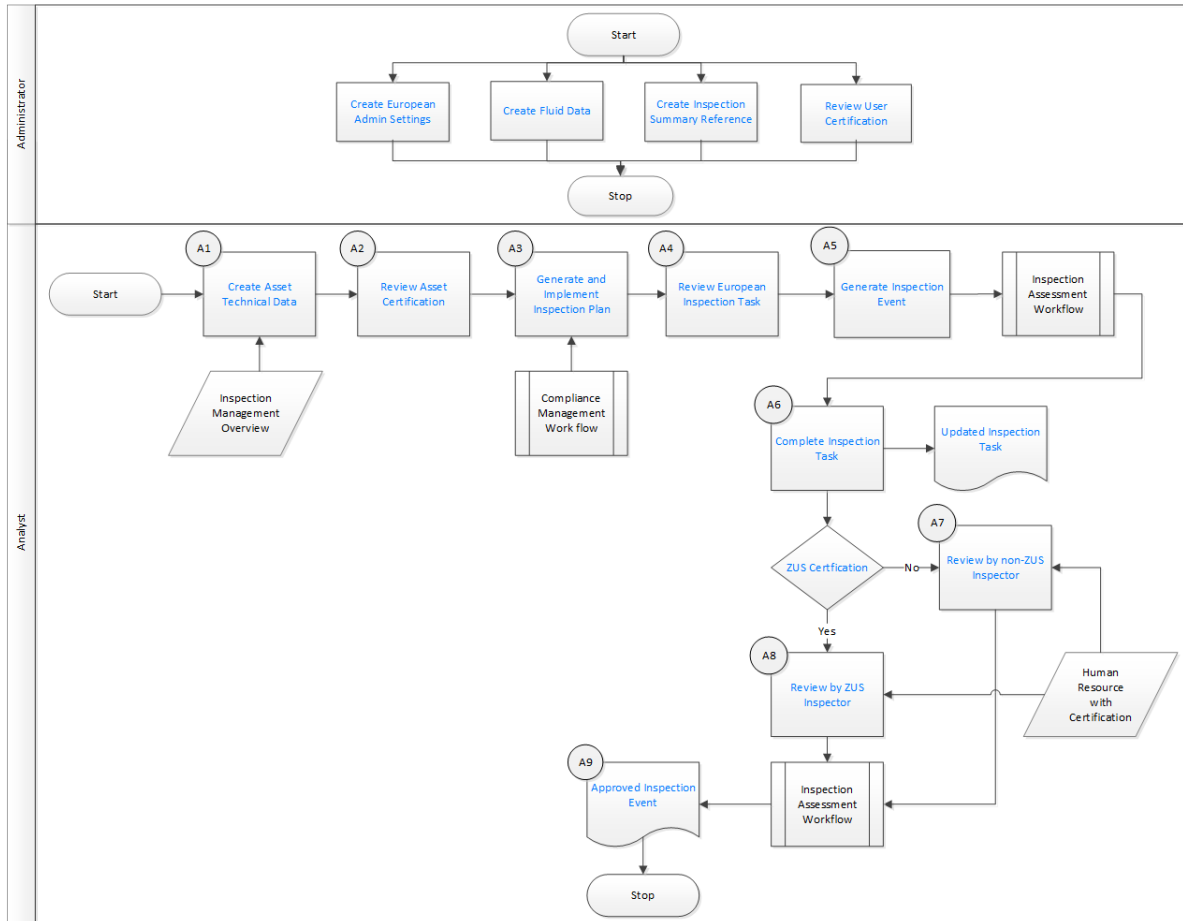 Administrator
Start
Create European
Admin Settings
Create Fluid Data
Create Inspection
Summary Reference
Review User
Certification
Stop
Analyst
Start
A1
Create Asset
Technical Data
A2
Review Asset
Certification
A3
Generate and
Implement
Inspection Plan
A4
Review European
Inspection Task
A5
Generate Inspection
Event
Inspection
Assessment
Workflow
Inspection
Management
Overview
Compliance
Management
Work flow
A6
Complete Inspection
Task
Updated Inspection
Task
ZUS Certfication
No
A7
Review by non-ZUS
Inspector
Yes
A8
Review by ZUS
Inspector
Human
Resource
with
Certification
A9
Approved Inspection
Event
Inspection
Assessment
Workflow
Stop